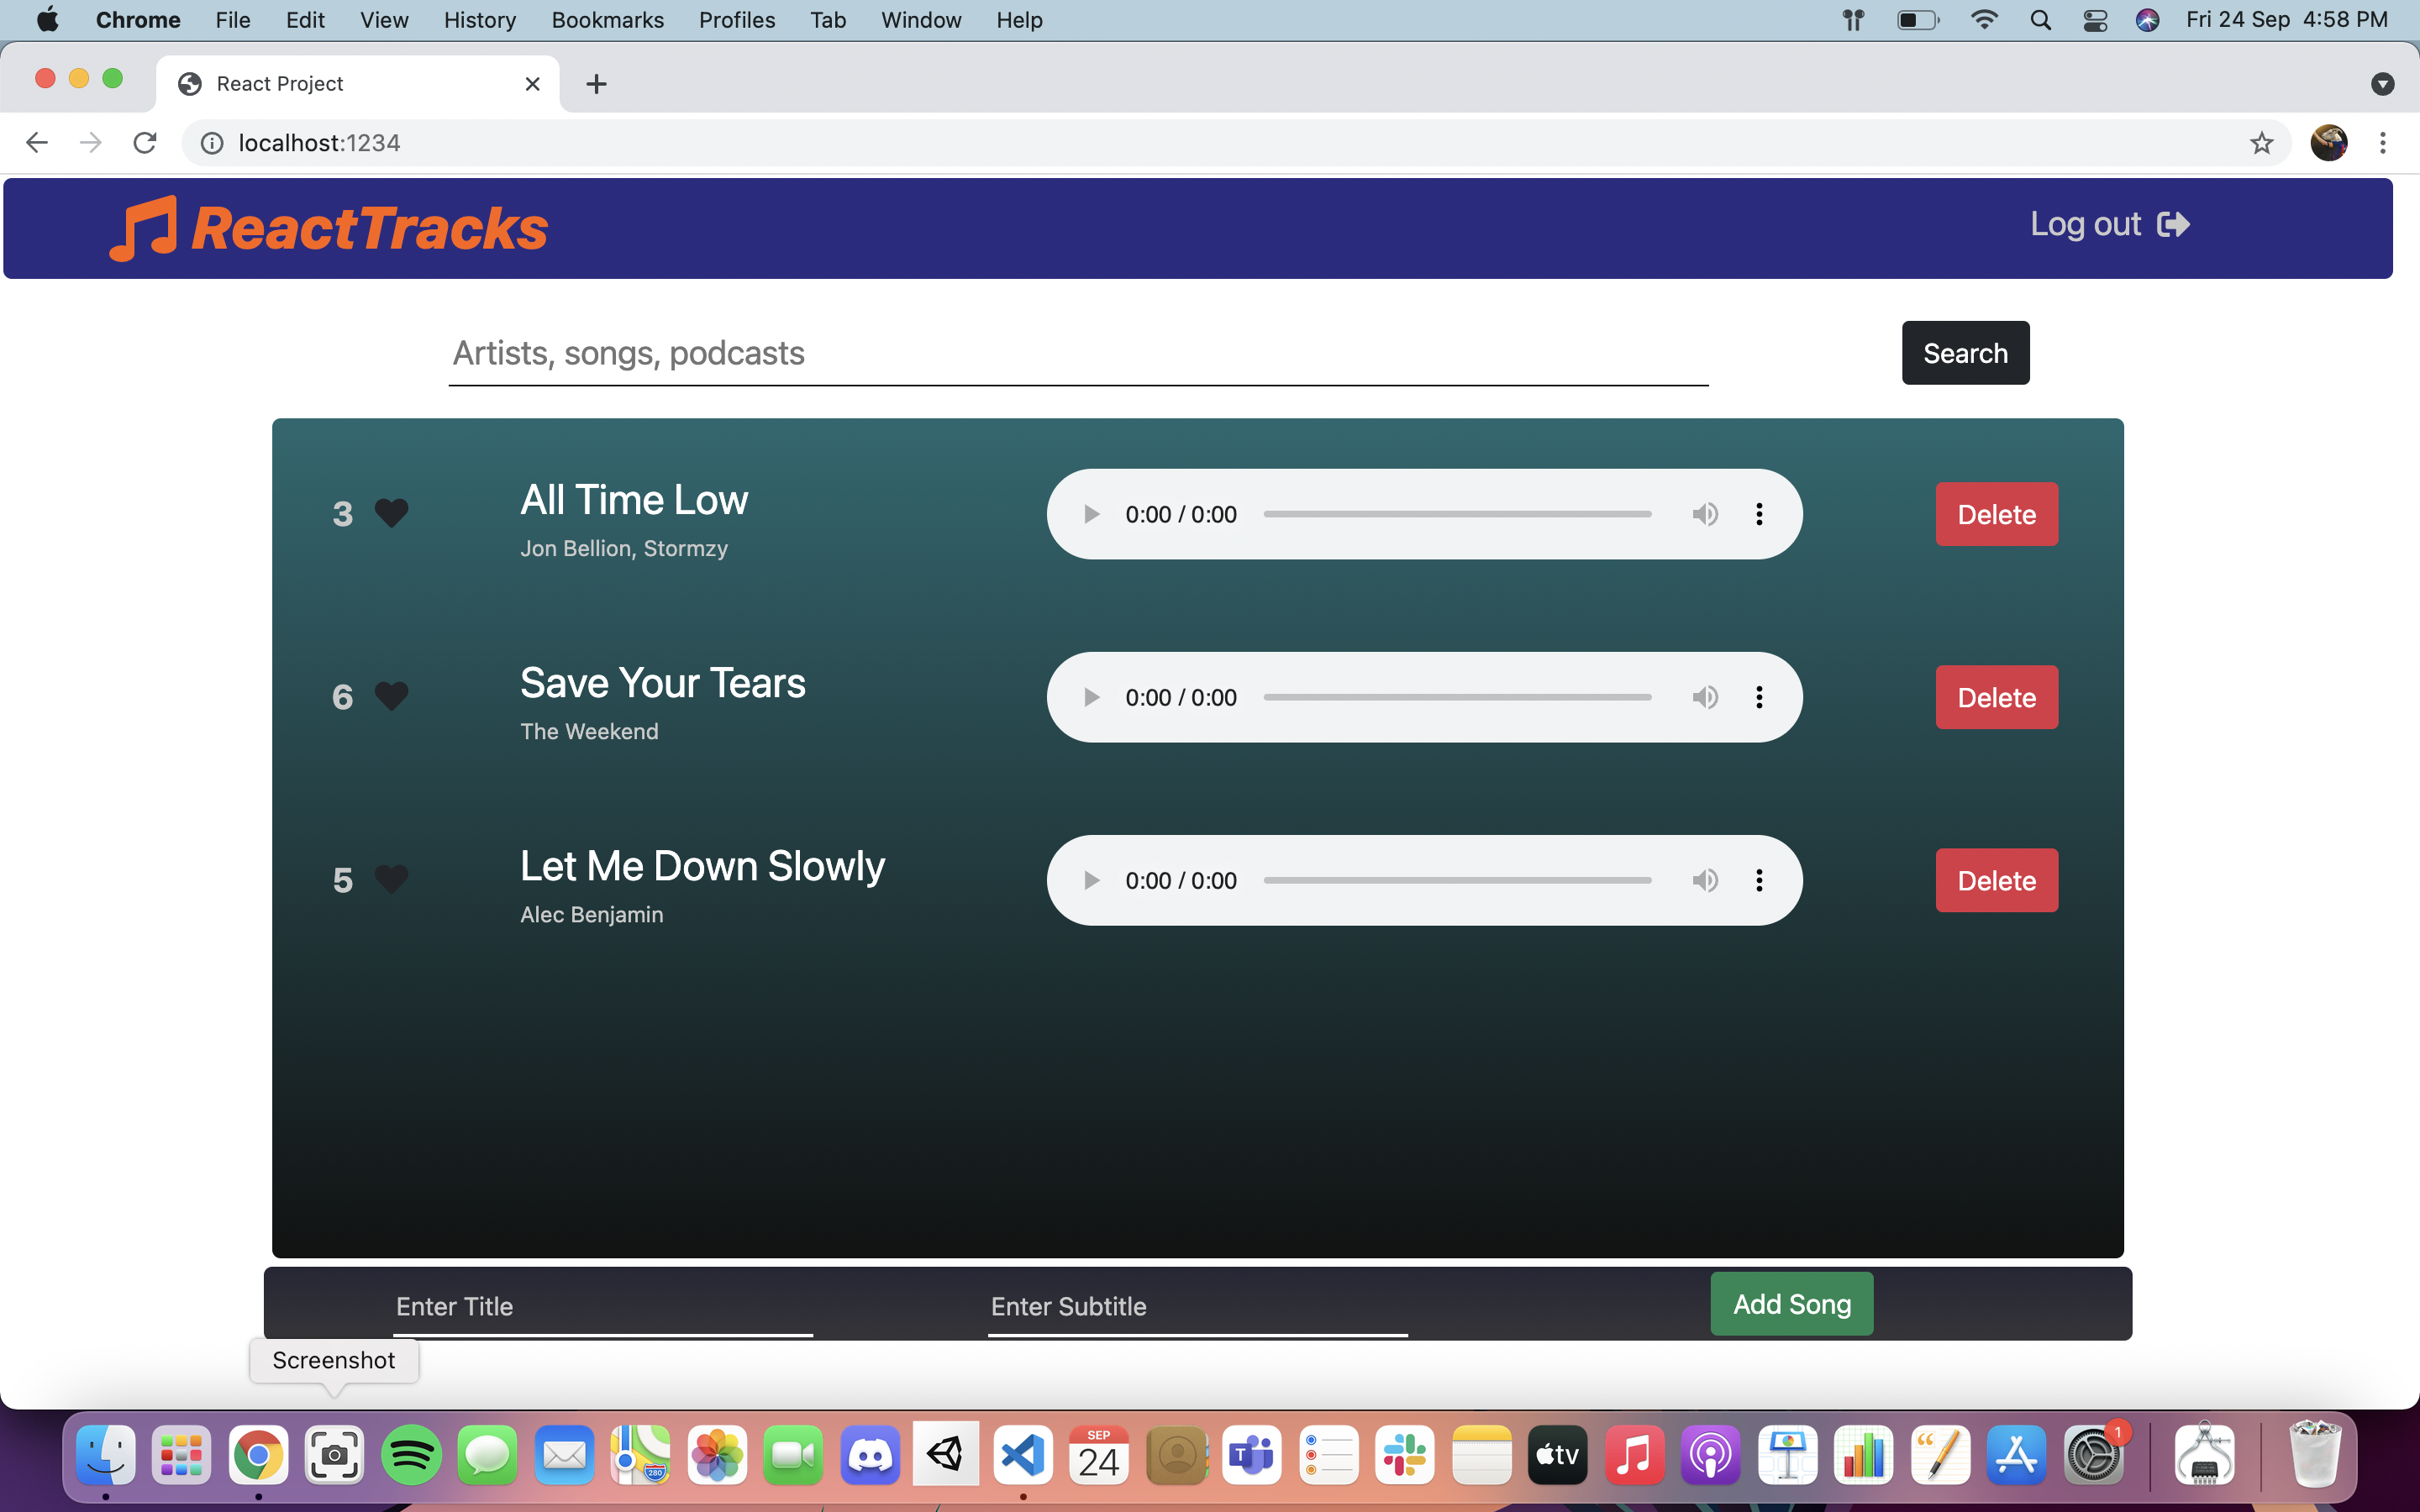 Chrome File Edit View History Bookmarks Profiles Tab Window Help Fri 24 Sep 4:58 PM
React Project
localhost:1234
ReactTracks Log out
Artists, songs, podcasts Search
3 All Time Low 0:00 / 0:00 Delete
Jon Bellion, Stormzy
6 Save Your Tears 0:00 / 0:00 Delete
The Weekend
5 Let Me Down Slowly 0:00 / 0:00 Delete
Alec Benjamin
Enter Title Enter Subtitle Add Song
Screenshot
280
SEP
24
T
tv
1